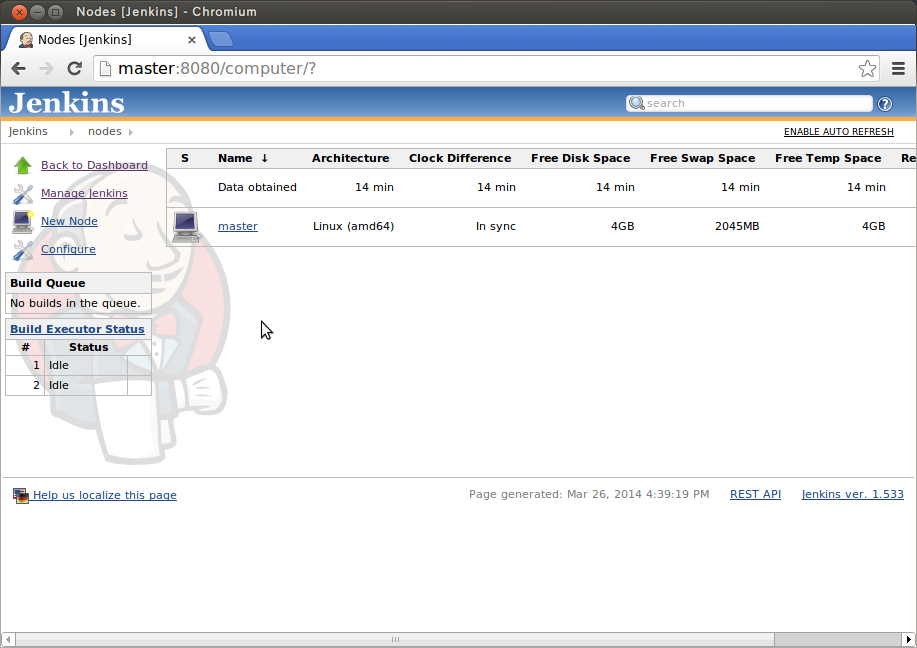 Nodes [Jenkins] - Chromium
Nodes [Jenkins]
master:8080/computer/?
Jenkins
search
Jenkins nodes ENABLE AUTO REFRESH
Back to Dashboard
Manage Jenkins
New Node
Configure
Build Queue
No builds in the queue.
Build Executor Status
# Status
1 Idle
2 Idle
S Name ↓ Architecture Clock Difference Free Disk Space Free Swap Space Free Temp Space Re
Data obtained 14 min 14 min 14 min 14 min 14 min
master Linux (amd64) In sync 4GB 2045MB 4GB
Help us localize this page Page generated: Mar 26, 2014 4:39:19 PM REST API Jenkins ver. 1.533